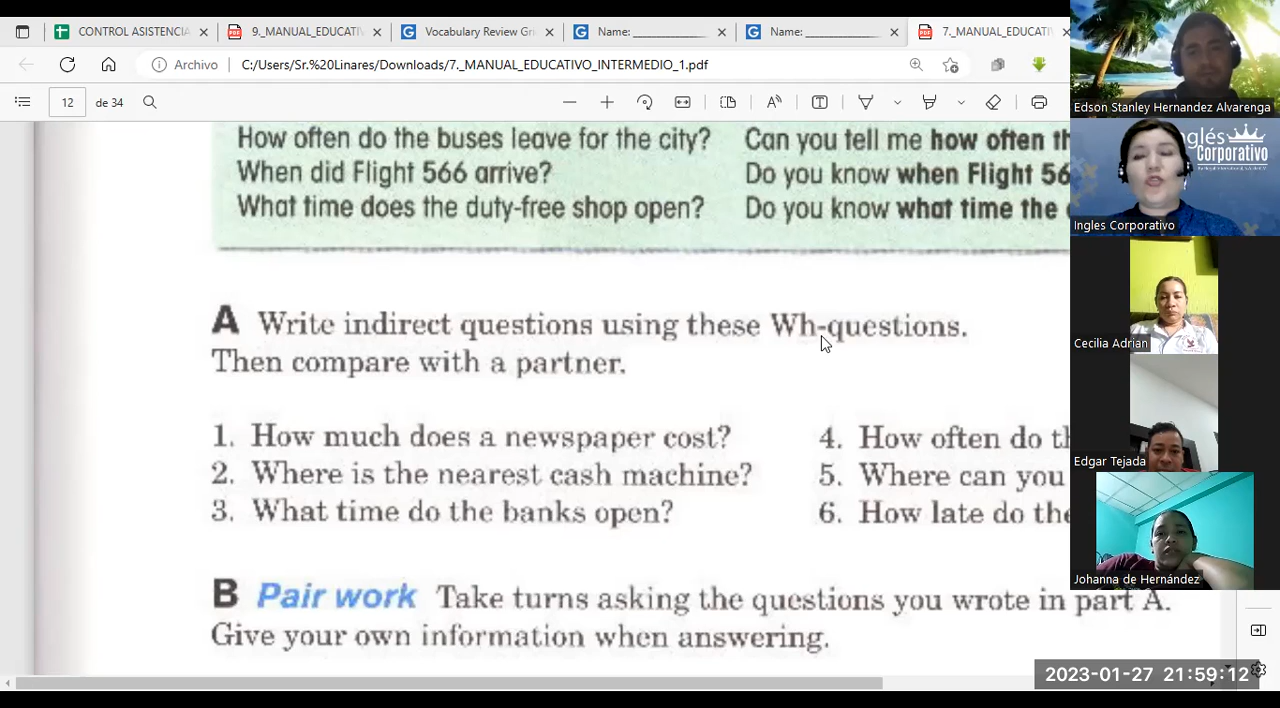 CONTROL ASISTENCIA
9_MANUAL_EDUCATI
Vocabulary Review Gri
Name: ______________
Name: ______________
7._MANUAL_EDUCATI
Archivo C:/Users/Sr.%20Linares/Downloads/7._MANUAL_EDUCATIVO_INTERMEDIO_1.pdf
12 de 34
How often do the buses leave for the city? Can you tell me how often th
When did Flight 566 arrive? Do you know when Flight 56
What time does the duty-free shop open? Do you know what time the
A Write indirect questions using these Wh-questions.
Then compare with a partner.
1. How much does a newspaper cost?
2. Where is the nearest cash machine?
3. What time do the banks open?
4. How often do th
5. Where can you
6. How late do the
B Pair work Take turns asking the questions you wrote in part A.
Give your own information when answering.
Edson Stanley Hernandez Alvarenga
Inglés
Corporativo
Ingles Corporativo
Cecilia Adrian
Edgar Tejada
Johanna de Hernández
2023-01-27 21:59:12